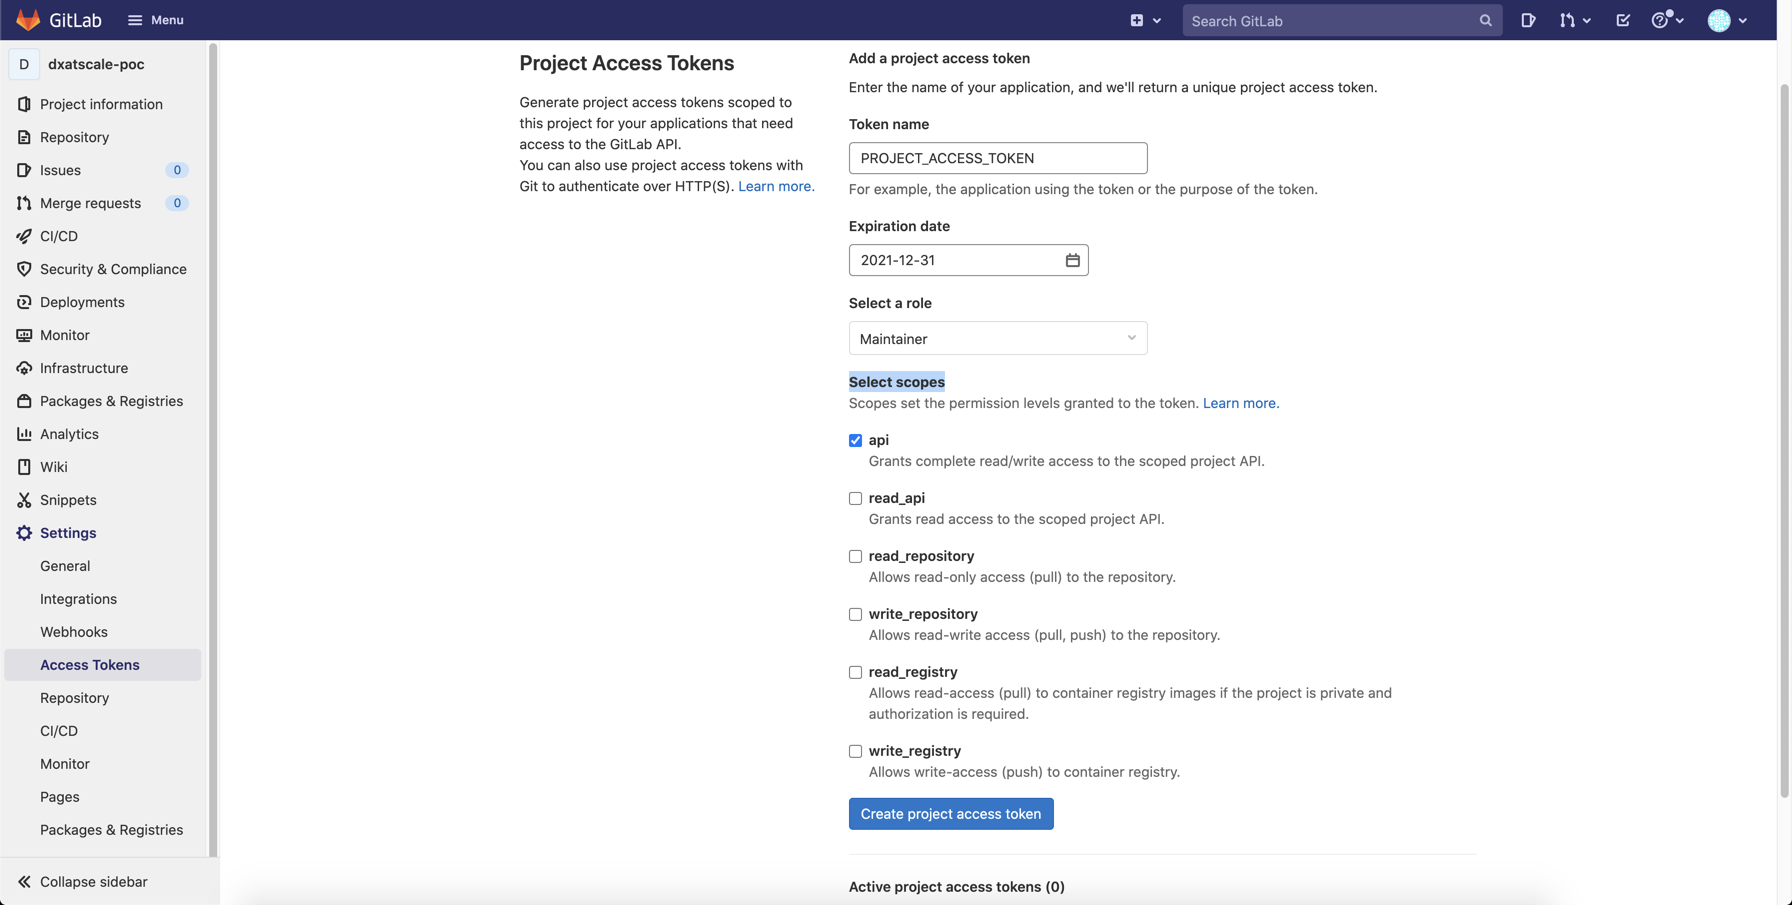 GitLab
Menu
Search GitLab
D
dxatscale-poc
Project information
Repository
Issues
0
Merge requests
0
CI/CD
Security & Compliance
Deployments
Monitor
Infrastructure
Packages & Registries
Analytics
Wiki
Snippets
Settings
General
Integrations
Webhooks
Access Tokens
Repository
CI/CD
Monitor
Pages
Packages & Registries
Collapse sidebar
Project Access Tokens
Generate project access tokens scoped to
this project for your applications that need
access to the GitLab API.
You can also use project access tokens with
Git to authenticate over HTTP(S). Learn more.
Add a project access token
Enter the name of your application, and we'll return a unique project access token.
Token name
PROJECT_ACCESS_TOKEN
For example, the application using the token or the purpose of the token.
Expiration date
2021-12-31
Select a role
Maintainer
Select scopes
Scopes set the permission levels granted to the token. Learn more.
api
Grants complete read/write access to the scoped project API.
read_api
Grants read access to the scoped project API.
read_repository
Allows read-only access (pull) to the repository.
write_repository
Allows read-write access (pull, push) to the repository.
read_registry
Allows read-access (pull) to container registry images if the project is private and
authorization is required.
write_registry
Allows write-access (push) to container registry.
Create project access token
Active project access tokens (0)